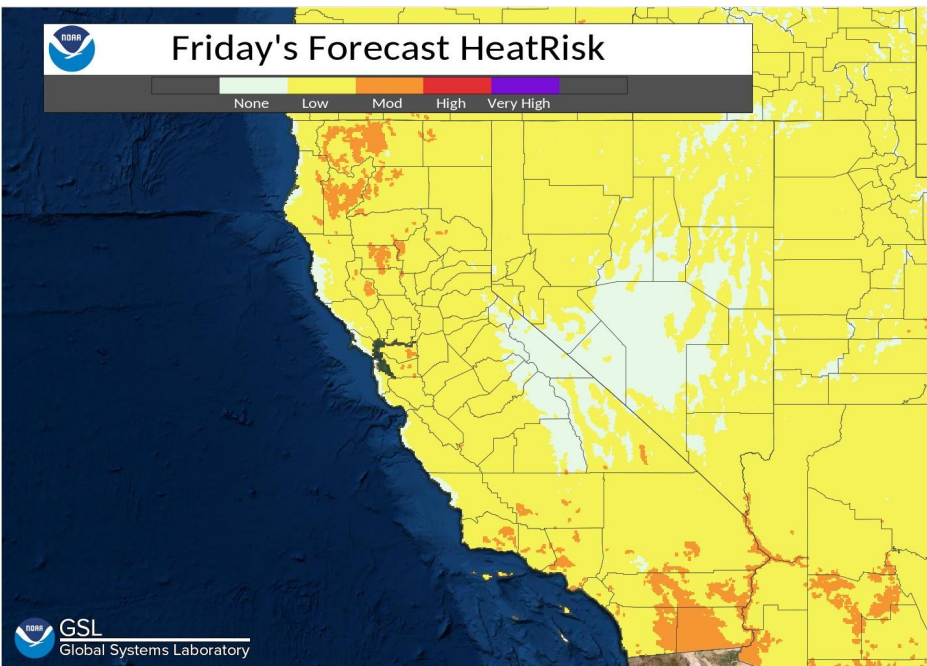 NOAA
Friday's Forecast HeatRisk
None Low Mod High Very High
NOAA
GSL
Global Systems Laboratory